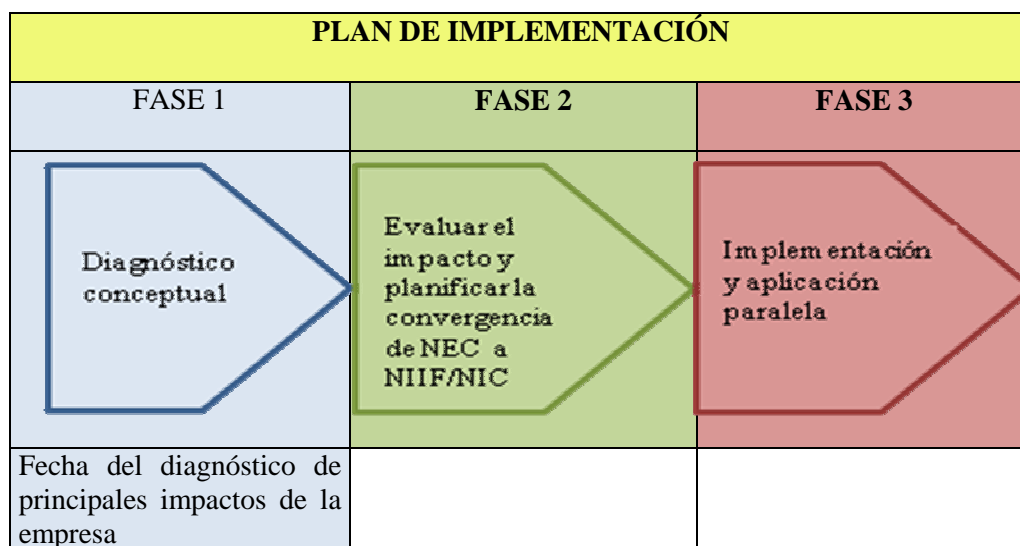 PLAN DE IMPLEMENTACIÓN
FASE 1
FASE 2
FASE 3
Diagnóstico
conceptual
Evaluar el
impacto y
planificar la
convergencia
de NEC a
NIIF/NIC
Implementación
y aplicación
paralela
Fecha del diagnóstico de
principales impactos de la
empresa